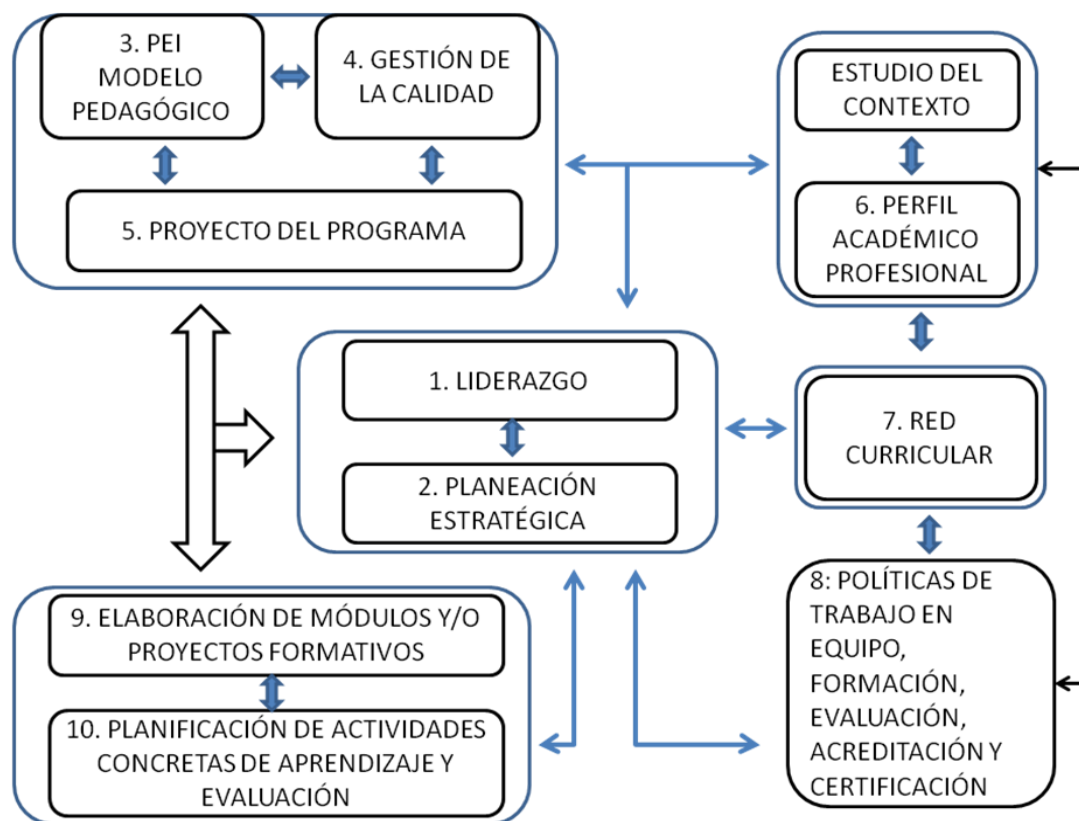 3. PEI
MODELO
PEDAGÓGICO
4. GESTIÓN DE
LA CALIDAD
5. PROYECTO DEL PROGRAMA
ESTUDIO DEL
CONTEXTO
6. PERFIL
ACADÉMICO
PROFESIONAL
1. LIDERAZGO
2. PLANEACIÓN
ESTRATÉGICA
7. RED
CURRICULAR
8: POLÍTICAS DE
TRABAJO EN
EQUIPO,
FORMACIÓN,
EVALUACIÓN,
ACREDITACIÓN Y
CERTIFICACIÓN
9. ELABORACIÓN DE MÓDULOS Y/O
PROYECTOS FORMATIVOS
10. PLANIFICACIÓN DE ACTIVIDADES
CONCRETAS DE APRENDIZAJE Y
EVALUACIÓN